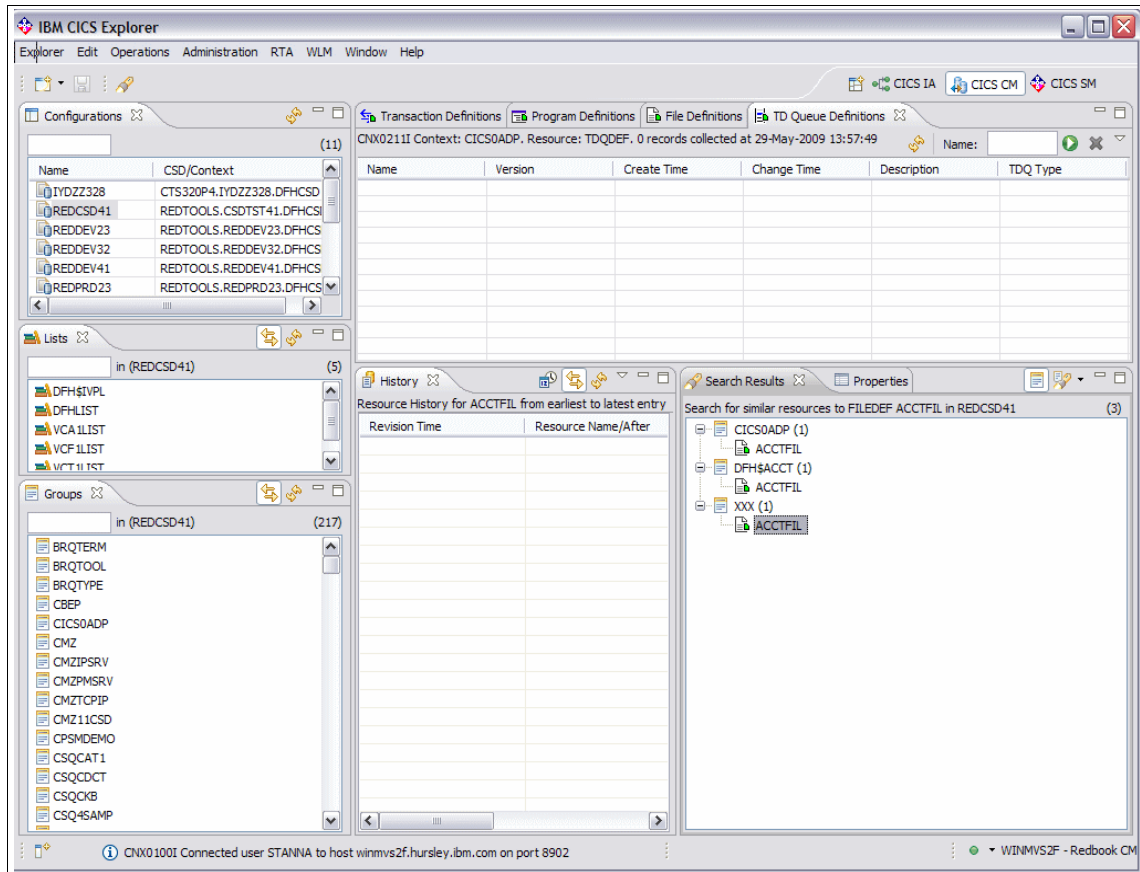 IBM CICS Explorer
Explorer Edit Operations Administration RTA WLM Window Help
CICS IA CICS CM CICS SM
Configurations
(11)
Name CSD/Context
IYDZZ328 CTS320P4.IYDZZ328.DFHCSD
REDCSD41 REDTOOLS.CSDTST41.DFHCSI
REDDEV23 REDTOOLS.REDDEV23.DFHCS
REDDEV32 REDTOOLS.REDDEV32.DFHCS
REDDEV41 REDTOOLS.REDDEV41.DFHCS
REDPRD23 REDTOOLS.REDPRD23.DFHCS
Lists
in (REDCSD41) (5)
DFH$IVPL
DFHLIST
VCA1LIST
VCF1LIST
VCT1LIST
Groups
in (REDCSD41) (217)
BRQTERM
BRQTOOL
BRQTYPE
CBEP
CICS0ADP
CMZ
CMZIPSRV
CMZPMSRV
CMZTCPIP
CMZ11CSD
CPSMDEMO
CSQCAT1
CSQCDCT
CSQCKB
CSQ4SAMP
Transaction Definitions Program Definitions File Definitions TD Queue Definitions
CNX0211I Context: CICS0ADP. Resource: TDQDEF. 0 records collected at 29-May-2009 13:57:49 Name:
Name Version Create Time Change Time Description TDQ Type
History
Resource History for ACCTFIL from earliest to latest entry
Revision Time Resource Name/After
Search Results Properties
Search for similar resources to FILEDEF ACCTFIL in REDCSD41 (3)
CICS0ADP (1)
ACCTFIL
DFH$ACCT (1)
ACCTFIL
XXX (1)
ACCTFIL
CNX0100I Connected user STANNA to host winmvs2f.hursley.ibm.com on port 8902
WINMVS2F - Redbook CM